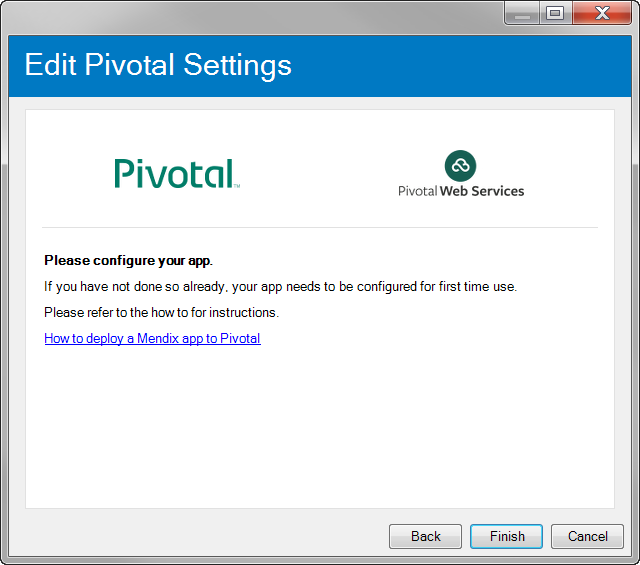 Edit Pivotal Settings
Pivotal™
Pivotal Web Services
Please configure your app.
If you have not done so already, your app needs to be configured for first time use.
Please refer to the how to for instructions.
How to deploy a Mendix app to Pivotal
Back Finish Cancel